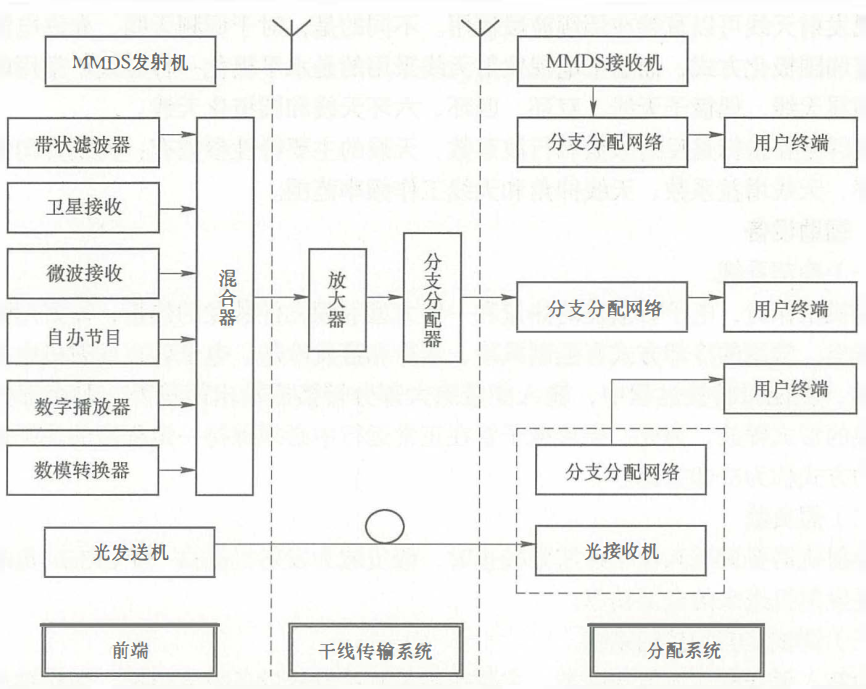 MMDS发射机
MMDS接收机
带状滤波器
分支分配网络
用户终端
卫星接收
微波接收
混合器
放大器
分支分配器
分支分配网络
用户终端
自办节目
用户终端
数字播放器
数模转换器
分支分配网络
光发送机
光接收机
前端
干线传输系统
分配系统